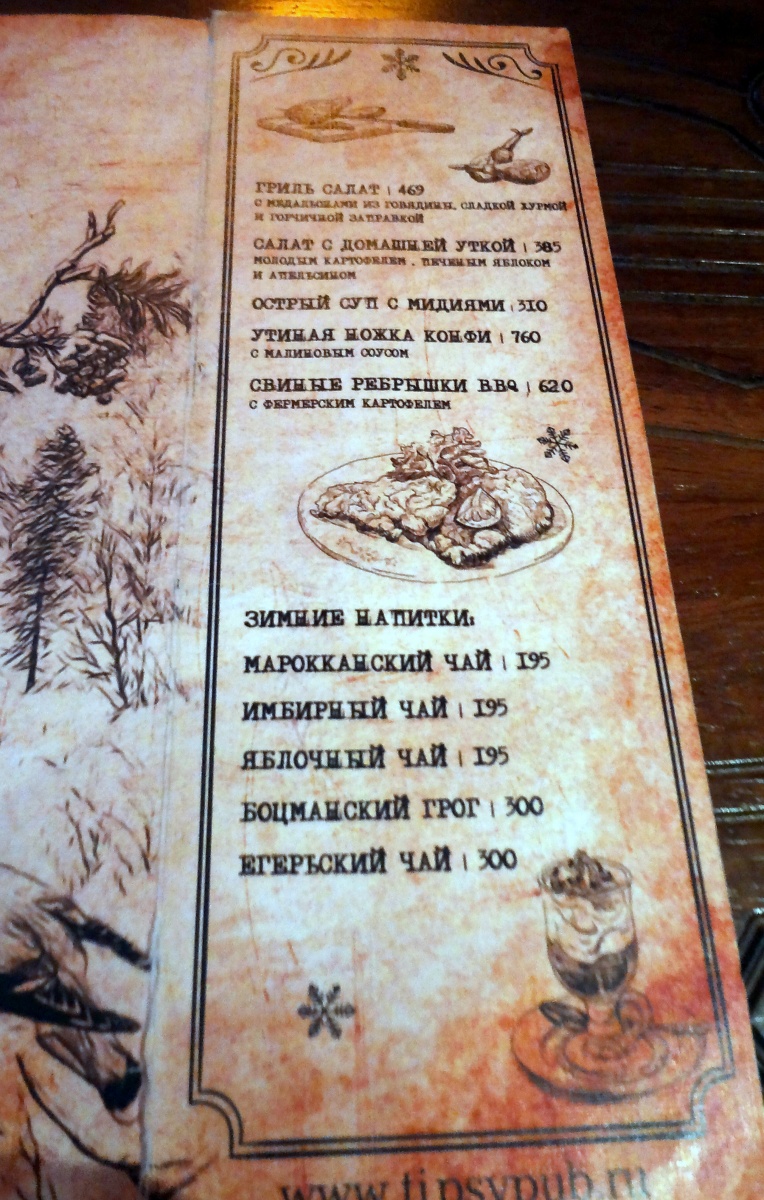 ГРИЛЬ САЛАТ | 469
С МЕДАЛЬОНАМИ ИЗ ГОВЯДИНЫ, СЛАДКОЙ ХУРМОЙ
И ГОРЧИЧНОЙ ЗАПРАВКОЙ
САЛАТ С ДОМАШНЕЙ УТКОЙ | 385
МОЛОДЫМ КАРТОФЕЛЕМ , ПЕЧЕНЫМ ЯБЛОКОМ
И АПЕЛЬСИНОМ
ОСТРЫЙ СУП С МИДИЯМИ | 310
УТИНАЯ НОЖКА КОНФИ | 760
С МАЛИНОВЫМ СОУСОМ
СВИНЫЕ РЕБРЫШКИ BBQ | 620
С ФЕРМЕРСКИМ КАРТОФЕЛЕМ
ЗИМНИЕ НАПИТКИ:
МАРОККАНСКИЙ ЧАЙ | 195
ИМБИРНЫЙ ЧАЙ | 195
ЯБЛОЧНЫЙ ЧАЙ | 195
БОЦМАНСКИЙ ГРОГ | 300
ЕГЕРЬСКИЙ ЧАЙ | 300
www.tipsypub.ru